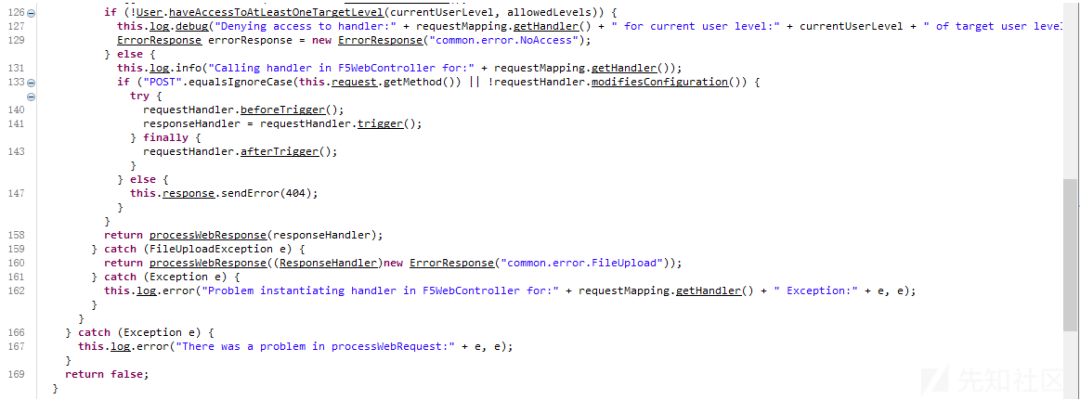 126 if (!User.haveAccessToAtLeastOneTargetLevel(currentUserLevel, allowedLevels)) {
127 this.log.debug("Denying access to handler:" + requestMapping.getHandler() + " for current user level:" + currentUserLevel + " of target user level
129 ErrorResponse errorResponse = new ErrorResponse("common.error.NoAccess");
} else {
131 this.log.info("Calling handler in F5WebController for:" + requestMapping.getHandler());
133 if ("POST".equalsIgnoreCase(this.request.getMethod()) || !requestHandler.modifiesConfiguration()) {
try {
140 requestHandler.beforeTrigger();
141 responseHandler = requestHandler.trigger();
} finally {
143 requestHandler.afterTrigger();
}
} else {
147 this.response.sendError(404);
}
}
158 return processWebResponse(responseHandler);
159 } catch (FileUploadException e) {
160 return processWebResponse((ResponseHandler)new ErrorResponse("common.error.FileUpload"));
161 } catch (Exception e) {
162 this.log.error("Problem instantiating handler in F5WebController for:" + requestMapping.getHandler() + " Exception:" + e, e);
}
}
166 } catch (Exception e) {
167 this.log.error("There was a problem in processWebRequest:" + e, e);
}
169 return false;
}
先知社区